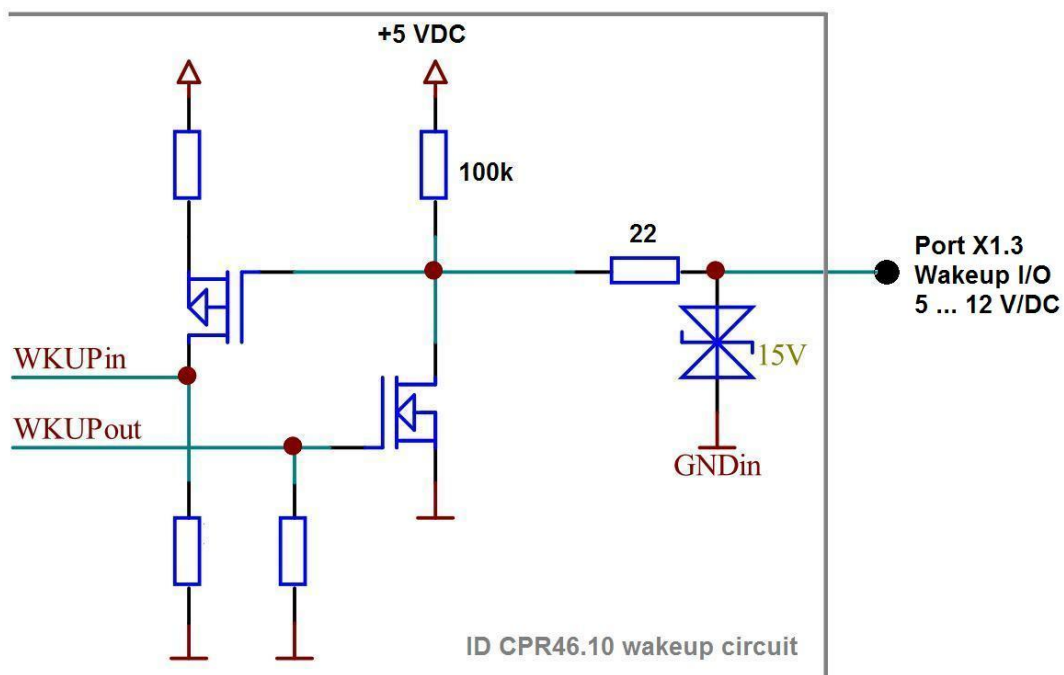 +5 VDC
100k
22
Port X1.3
Wakeup I/O
5 ... 12 V/DC
15V
WKUPin
WKUPout
GNDin
ID CPR46.10 wakeup circuit